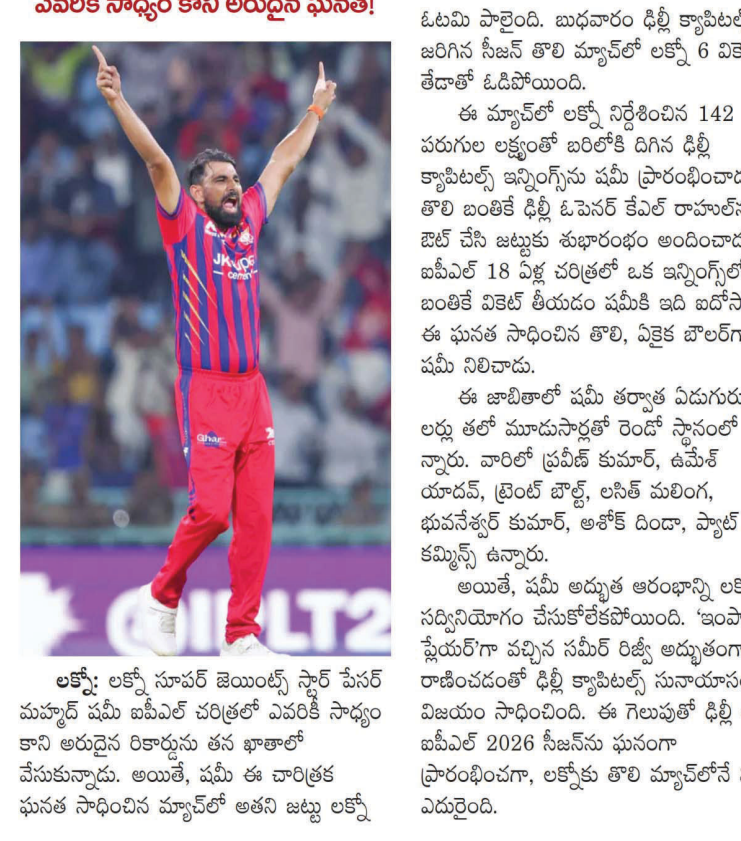 ఎవరికీ సాధ్యం కాని అరుదైన ఘనత!
JK
cement
IPLT2
లక్నో: లక్నో సూపర్ జెయింట్స్ స్టార్ పేసర్
మహ్మద్ షమీ ఐపీఎల్ చరిత్రలో ఎవరికీ సాధ్యం
కాని అరుదైన రికార్డును తన ఖాతాలో
వేసుకున్నాడు. అయితే, షమీ ఈ చారిత్రక
ఘనత సాధించిన మ్యాచ్‌లో అతని జట్టు లక్నో
ఓటమి పాలైంది. బుధవారం ఢిల్లీ
జరిగిన సీజన్ తొలి మ్యాచ్‌లో లక్నో 6
తేడాతో ఓడిపోయింది.
ఈ మ్యాచ్‌లో లక్నో నిర్దేశించిన 142
పరుగుల లక్ష్యంతో బరిలోకి దిగిన ఢిల్లీ
క్యాపిటల్స్ ఇన్నింగ్స్‌ను షమీ
తొలి బంతికే ఢిల్లీ ఓపెనర్ కేఎల్
ఔట్ చేసి జట్టుకు శుభారంభం
ఐపీఎల్ 18 ఏళ్ల చరిత్రలో ఒక ఇన్నింగ్స్‌లో
బంతికే వికెట్ తీయడం షమీకి ఇది
ఈ ఘనత సాధించిన తొలి, ఏకైక
షమీ నిలిచాడు.
ఈ జాబితాలో షమీ తర్వాత ఏడుగురు
లర్లు తలో మూడుసార్లతో రెండో స్థానంలో
న్నారు. వారిలో ప్రవీణ్ కుమార్, ఉమేశ్
యాదవ్, ట్రెంట్ బౌల్ట్, లసిత్ మలింగ,
భువనేశ్వర్ కుమార్, అశోక్ దిండా, ప్యాట్
కమ్మిన్స్ ఉన్నారు.
అయితే, షమీ అద్భుత ఆరంభాన్ని
సద్వినియోగం చేసుకోలేకపోయింది.
ప్లేయర్'గా వచ్చిన సమీర్ రిజ్వీ అద్భుతంగా
రాణించడంతో ఢిల్లీ క్యాపిటల్స్
విజయం సాధించింది. ఈ గెలుపుతో ఢిల్లీ
ఐపీఎల్ 2026 సీజన్‌ను ఘనంగా
ప్రారంభించగా, లక్నోకు తొలి మ్యాచ్‌లోనే
ఎదురైంది.